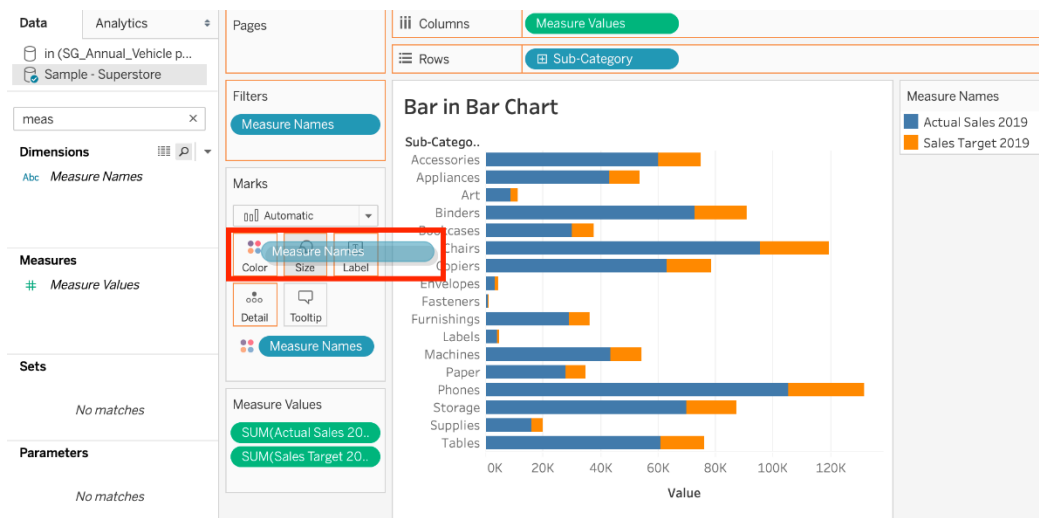 Data
Analytics
in (SG_Annual_Vehicle p...
Sample - Superstore
meas
Dimensions
Abc Measure Names
Measures
# Measure Values
Sets
No matches
Parameters
No matches
Pages
Filters
Measure Names
Marks
Automatic
Measure Names
Color Size Label
Detail Tooltip
Measure Names
Measure Values
SUM(Actual Sales 20..
SUM(Sales Target 20..
iii Columns Measure Values
Rows Sub-Category
Bar in Bar Chart
Sub-Catego..
Accessories
Appliances
Art
Binders
Bookcases
Chairs
Copiers
Envelopes
Fasteners
Furnishings
Labels
Machines
Paper
Phones
Storage
Supplies
Tables
0K 20K 40K 60K 80K 100K 120K
Value
Measure Names
Actual Sales 2019
Sales Target 2019